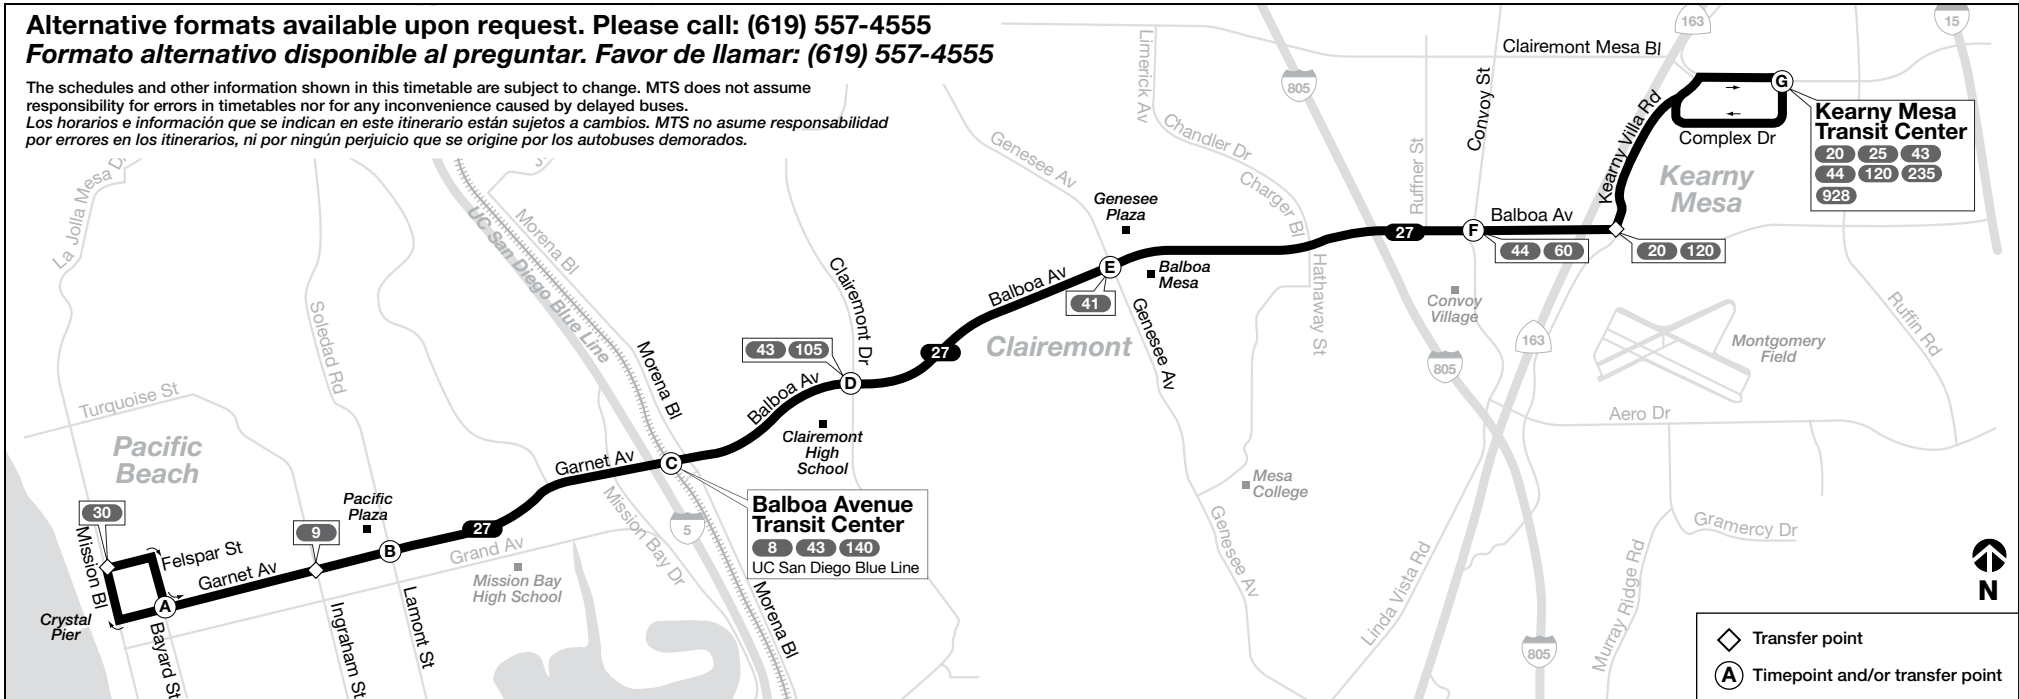 Alternative formats available upon request. Please call: (619) 557-4555
Formato alternativo disponible al preguntar. Favor de llamar: (619) 557-4555
The schedules and other information shown in this timetable are subject to change. MTS does not assume
responsibility for errors in timetables nor for any inconvenience caused by delayed buses.
Los horarios e información que se indican en este itinerario están sujetos a cambios. MTS no asume responsabilidad
por errores en los itinerarios, ni por ningún perjuicio que se origine por los autobuses demorados.
163
15
Clairemont Mesa Bl
Limerick Av
805
Convoy St
G
Kearny Villa Rd
Complex Dr
Kearny Mesa
Transit Center
20 25 43
44 120 235
928
Kearny
Mesa
Chandler Dr
Genesee Av
Charger Bl
Ruffner St
La Jolla Mesa Dr
Morena Bl
UC San Diego Blue Line
Genesee
Plaza
27
F
Balboa Av
44 60
20 120
E
Balboa
Mesa
Balboa Av
41
Clairemont Dr
Hathaway St
Convoy
Village
Ruffin Rd
Soledad Rd
Genesee Av
Clairemont
27
43 105
D
163
Montgomery
Field
805
Morena Bl
Balboa Av
Turquoise St
Aero Dr
Pacific
Beach
Clairemont
High
School
Garnet Av
C
Mesa
College
Pacific
Plaza
Balboa Avenue
Transit Center
8 43 140
UC San Diego Blue Line
5
Mission Bay Dr
30
9
27
B
Mission Bl
Felspar St
Garnet Av
Grand Av
Mission Bay
High School
Genesee Av
Gramercy Dr
Linda Vista Rd
Murray Ridge Rd
N
A
Crystal
Pier
Bayard St
Ingraham St
Lamont St
Morena Bl
805
Transfer point
A Timepoint and/or transfer point